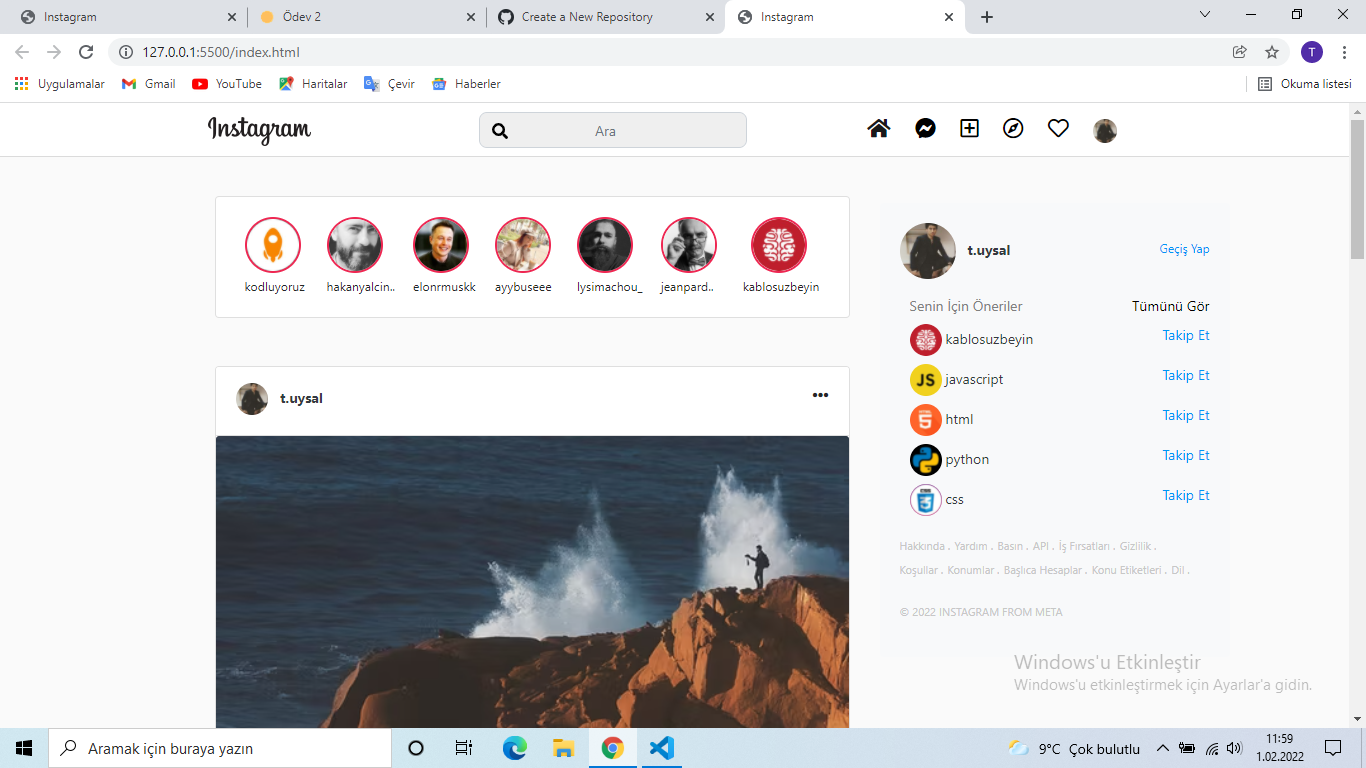 Instagram
Ödev 2
Create a New Repository
Instagram
127.0.0.1:5500/index.html
T
Uygulamalar
Gmail
YouTube
Haritalar
Çevir
Haberler
Okuma listesi
Instagram
Ara
kodluyoruz
hakanyalcin..
elonrmuskk
ayybuseee
lysimachou_
jeanpard..
kablosuzbeyin
t.uysal
Geçiş Yap
Senin İçin Öneriler
Tümünü Gör
kablosuzbeyin
Takip Et
JS
javascript
Takip Et
html
Takip Et
python
Takip Et
css
Takip Et
t.uysal
Hakkında . Yardım . Basın . API . İş Fırsatları . Gizlilik .
Koşullar . Konumlar . Başlıca Hesaplar . Konu Etiketleri . Dil .
© 2022 INSTAGRAM FROM META
Windows'u Etkinleştir
Windows'u etkinleştirmek için Ayarlar'a gidin.
Aramak için buraya yazın
9°C Çok bulutlu
11:59
1.02.2022